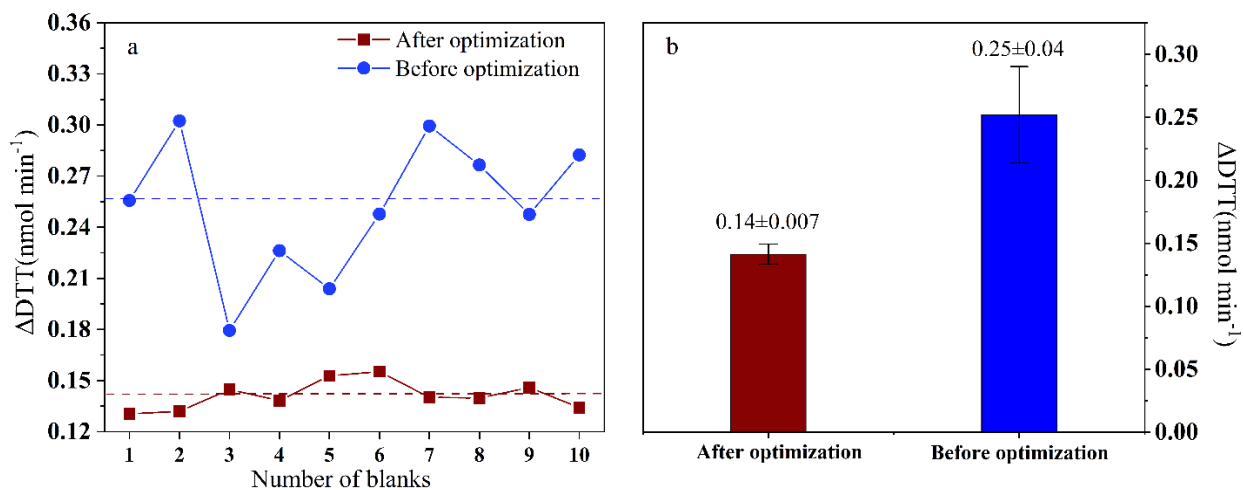 a
After optimization
Before optimization
ΔDTT(nmol min⁻¹)
0.36
0.33
0.30
0.27
0.24
0.21
0.18
0.15
0.12
1 2 3 4 5 6 7 8 9 10
Number of blanks
b
0.14±0.007
0.25±0.04
0.30
0.25
0.20
0.15
0.10
0.05
0.00
ΔDTT(nmol min⁻¹)
After optimization Before optimization